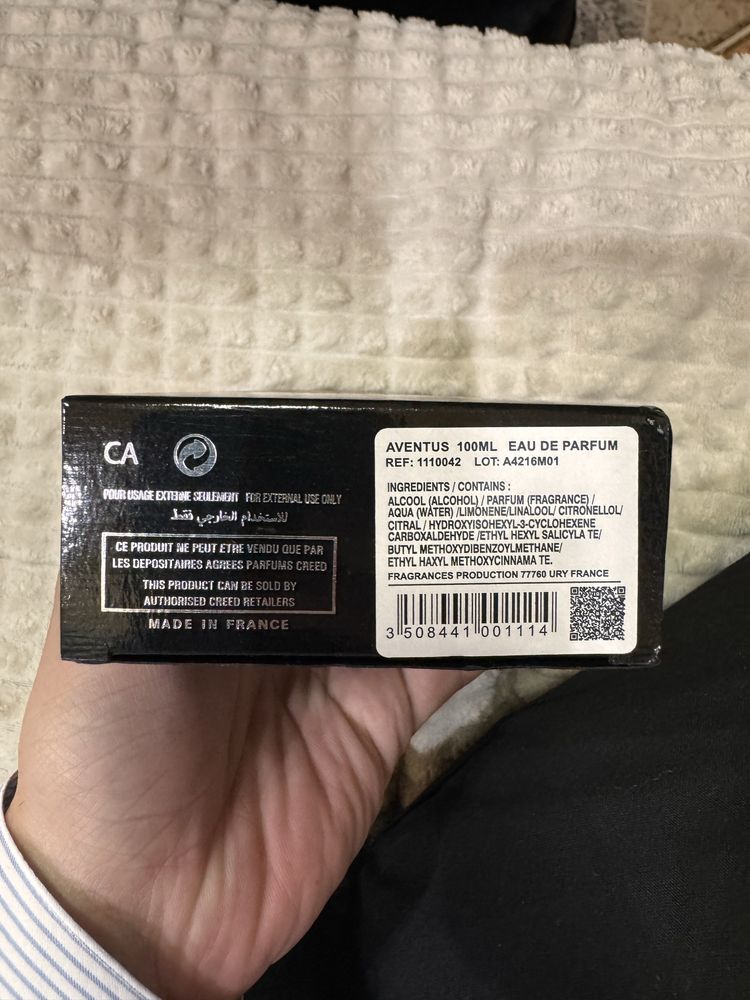 CA
POUR USAGE EXTERNE SEULEMENT FOR EXTERNAL USE ONLY
للاستخدام الخارجي فقط
CE PRODUIT NE PEUT ETRE VENDU QUE PAR
LES DEPOSITAIRES AGREES PARFUMS CREED
THIS PRODUCT CAN BE SOLD BY
AUTHORISED CREED RETAILERS
MADE IN FRANCE
AVENTUS 100ML EAU DE PARFUM
REF: 1110042 LOT: A4216M01
INGREDIENTS / CONTAINS :
ALCOOL (ALCOHOL) / PARFUM (FRAGRANCE) /
AQUA (WATER) /LIMONENE/LINALOOL/ CITRONELLOL/
CITRAL / HYDROXYISOHEXYL-3-CYCLOHEXENE
CARBOXALDEHYDE /ETHYL HEXYL SALICYLA TE/
BUTYL METHOXYDIBENZOYLMETHANE/
ETHYL HAXYL METHOXYCINNAMA TE.
FRAGRANCES PRODUCTION 77760 URY FRANCE
3 508441 001114